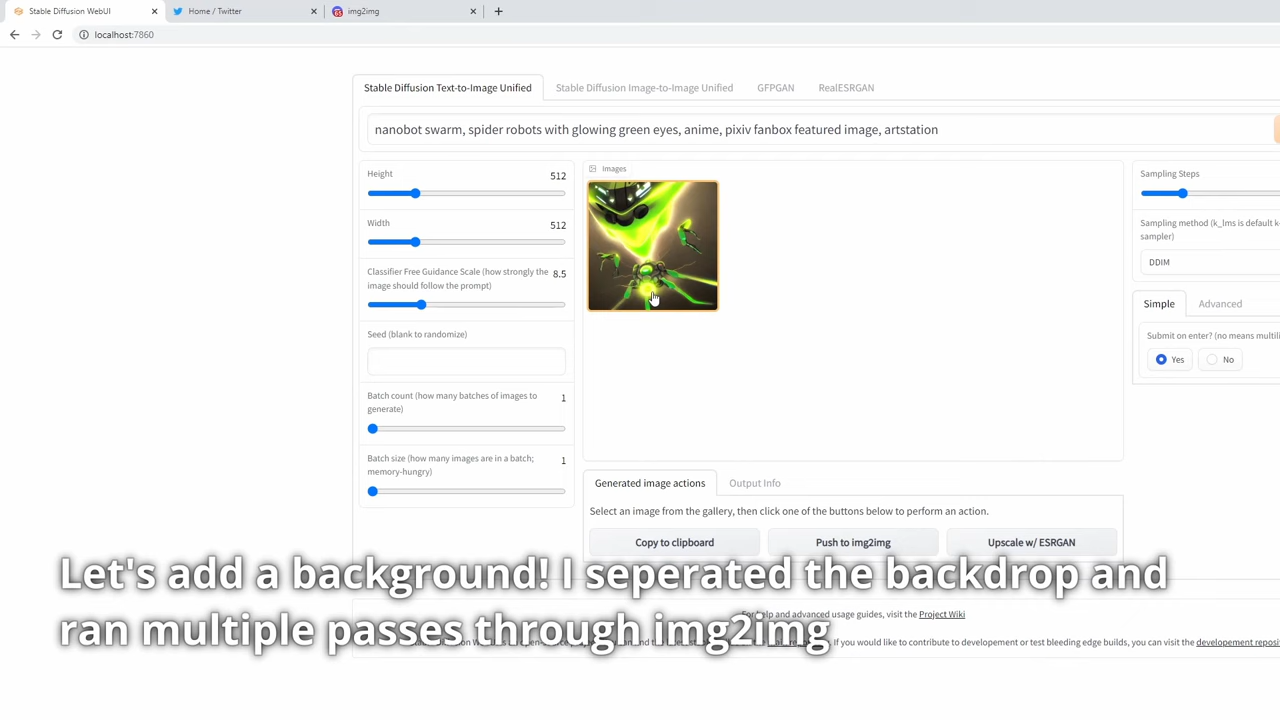 Stable Diffusion WebUI
Home / Twitter
img2img
localhost:7860
Stable Diffusion Text-to-Image Unified
Stable Diffusion Image-to-Image Unified
GFPGAN
RealESRGAN
nanobot swarm, spider robots with glowing green eyes, anime, pixiv fanbox featured image, artstation
Height
512
Width
512
Classifier Free Guidance Scale (how strongly the
image should follow the prompt)
8.5
Seed (blank to randomize)
Batch count (how many batches of images to
generate)
1
Batch size (how many images are in a batch;
memory-hungry)
1
Images
Generated image actions
Output Info
Select an image from the gallery, then click one of the buttons below to perform an action.
Copy to clipboard
Push to img2img
Upscale w/ ESRGAN
Sampling Steps
Sampling method (k_lms is default k-
sampler)
DDIM
Simple
Advanced
Submit on enter? (no means
Yes
No
Let's add a background! I seperated the backdrop and
ran multiple passes through img2img
help and advanced usage guides, visit the Project Wiki
If you would like to contribute to developement or test bleeding edge builds, you can visit the developement